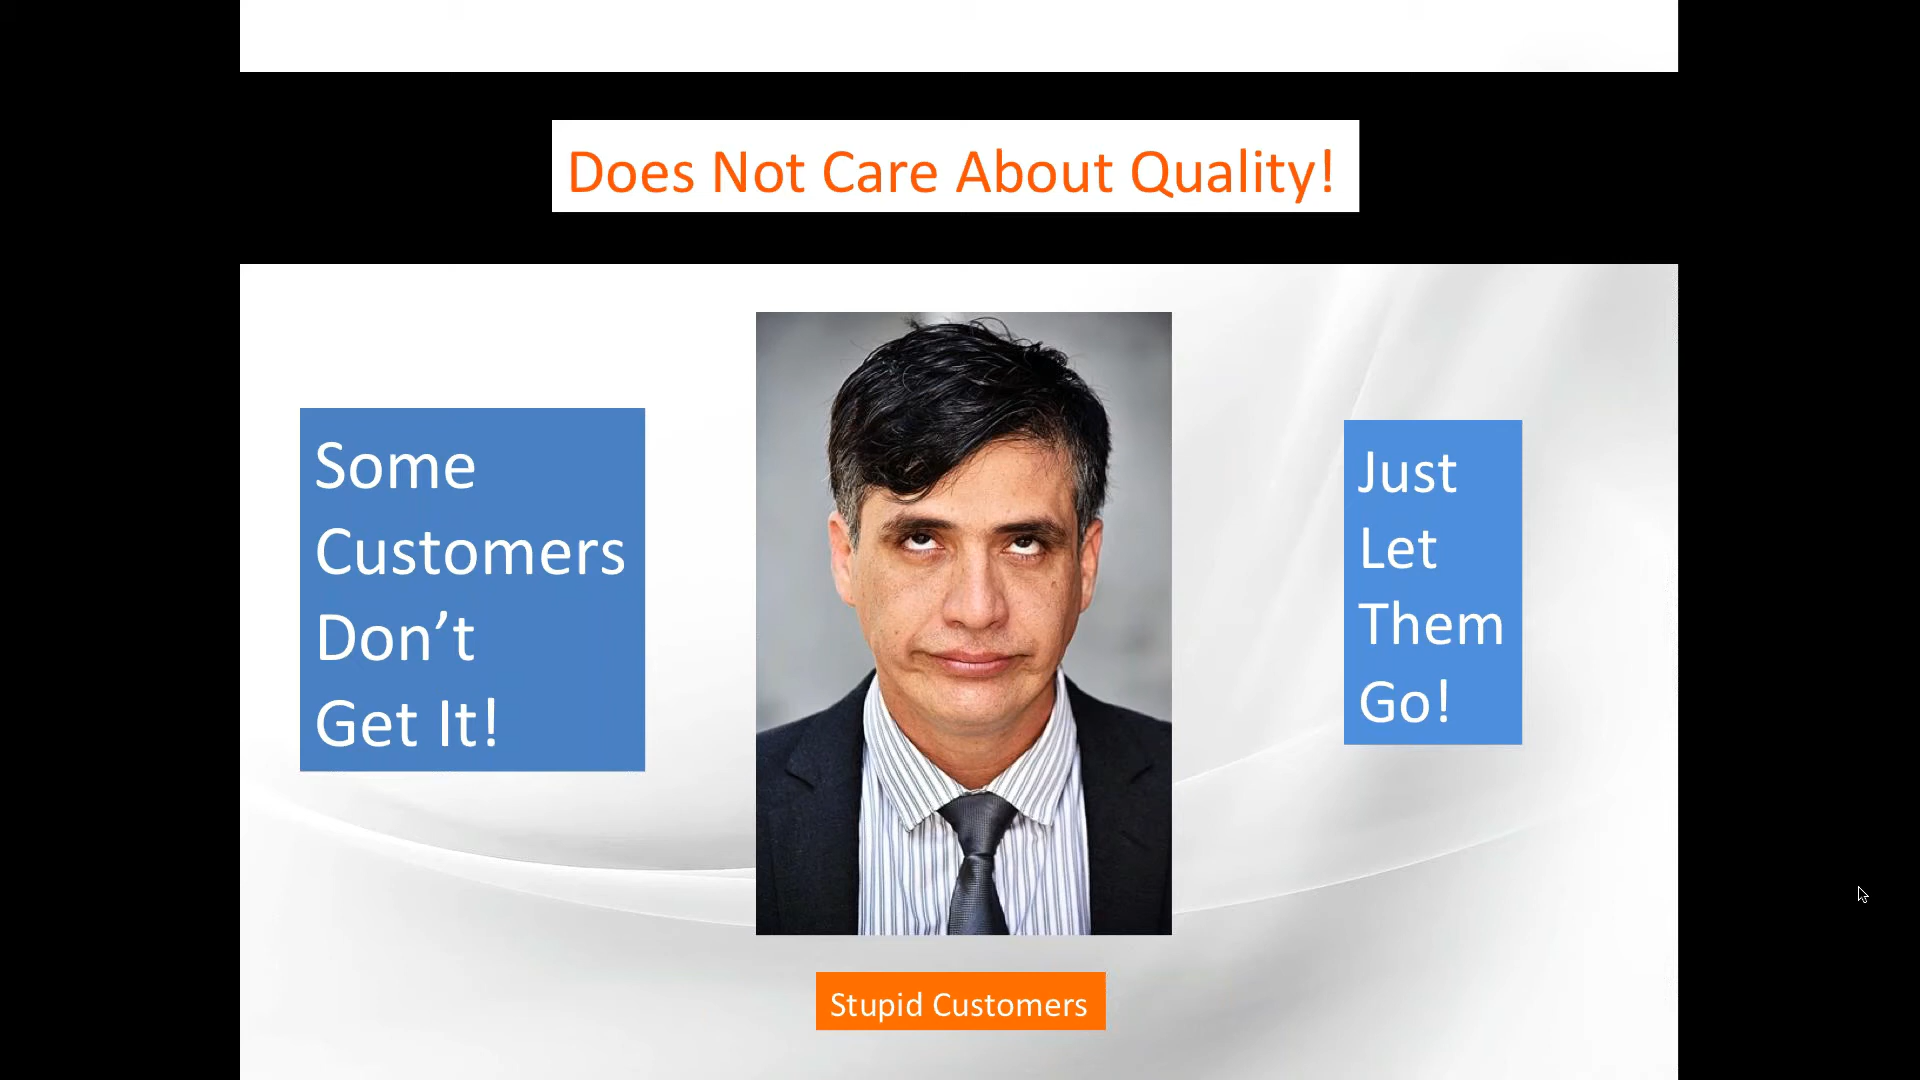 Does Not Care About Quality!
Some
Customers
Don’t
Get It!
Just
Let
Them
Go!
Stupid Customers